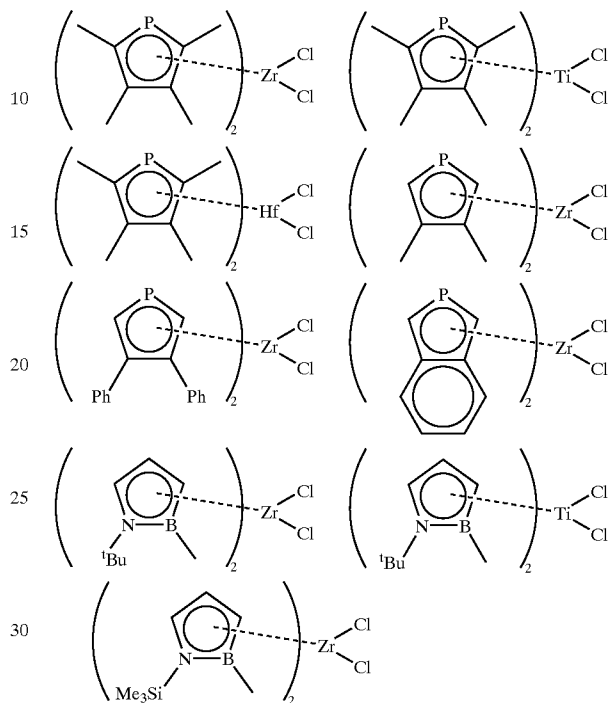 P P
Cl Cl
Zr Ti
10 Cl Cl
2 2
P P
Cl Cl
Hf Zr
15 Cl Cl
2 2
P P
Cl Cl
Zr Zr
20 Cl Cl
Ph Ph 2 2
Cl Cl
25 Zr Ti
N B Cl N B Cl
tBu 2 tBu 2
30 Cl
Zr
N B Cl
Me3Si 2